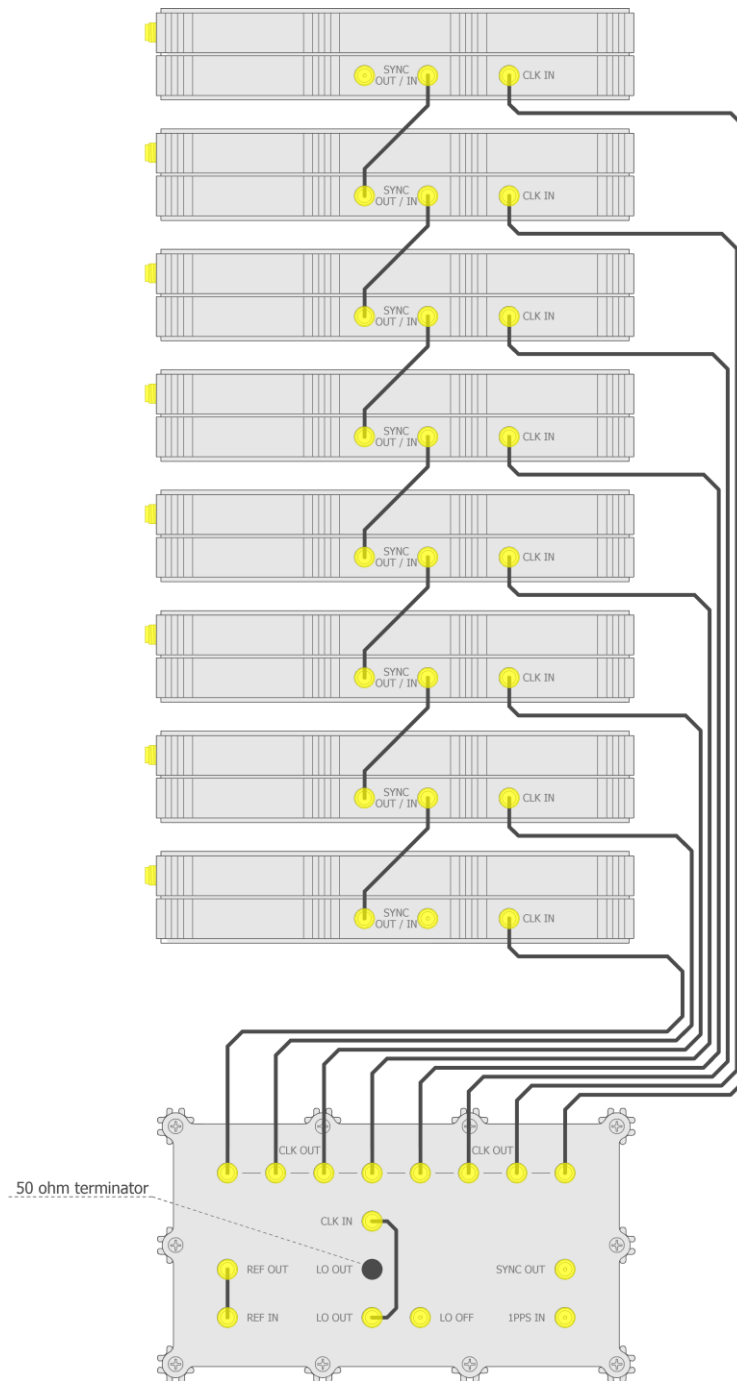 SYNC
OUT / IN
CLK IN
SYNC
OUT / IN
CLK IN
SYNC
OUT / IN
CLK IN
SYNC
OUT / IN
CLK IN
SYNC
OUT / IN
CLK IN
SYNC
OUT / IN
CLK IN
SYNC
OUT / IN
CLK IN
SYNC
OUT / IN
CLK IN
CLK OUT
CLK OUT
50 ohm terminator
CLK IN
REF OUT
LO OUT
SYNC OUT
REF IN
LO OUT
LO OFF
1PPS IN